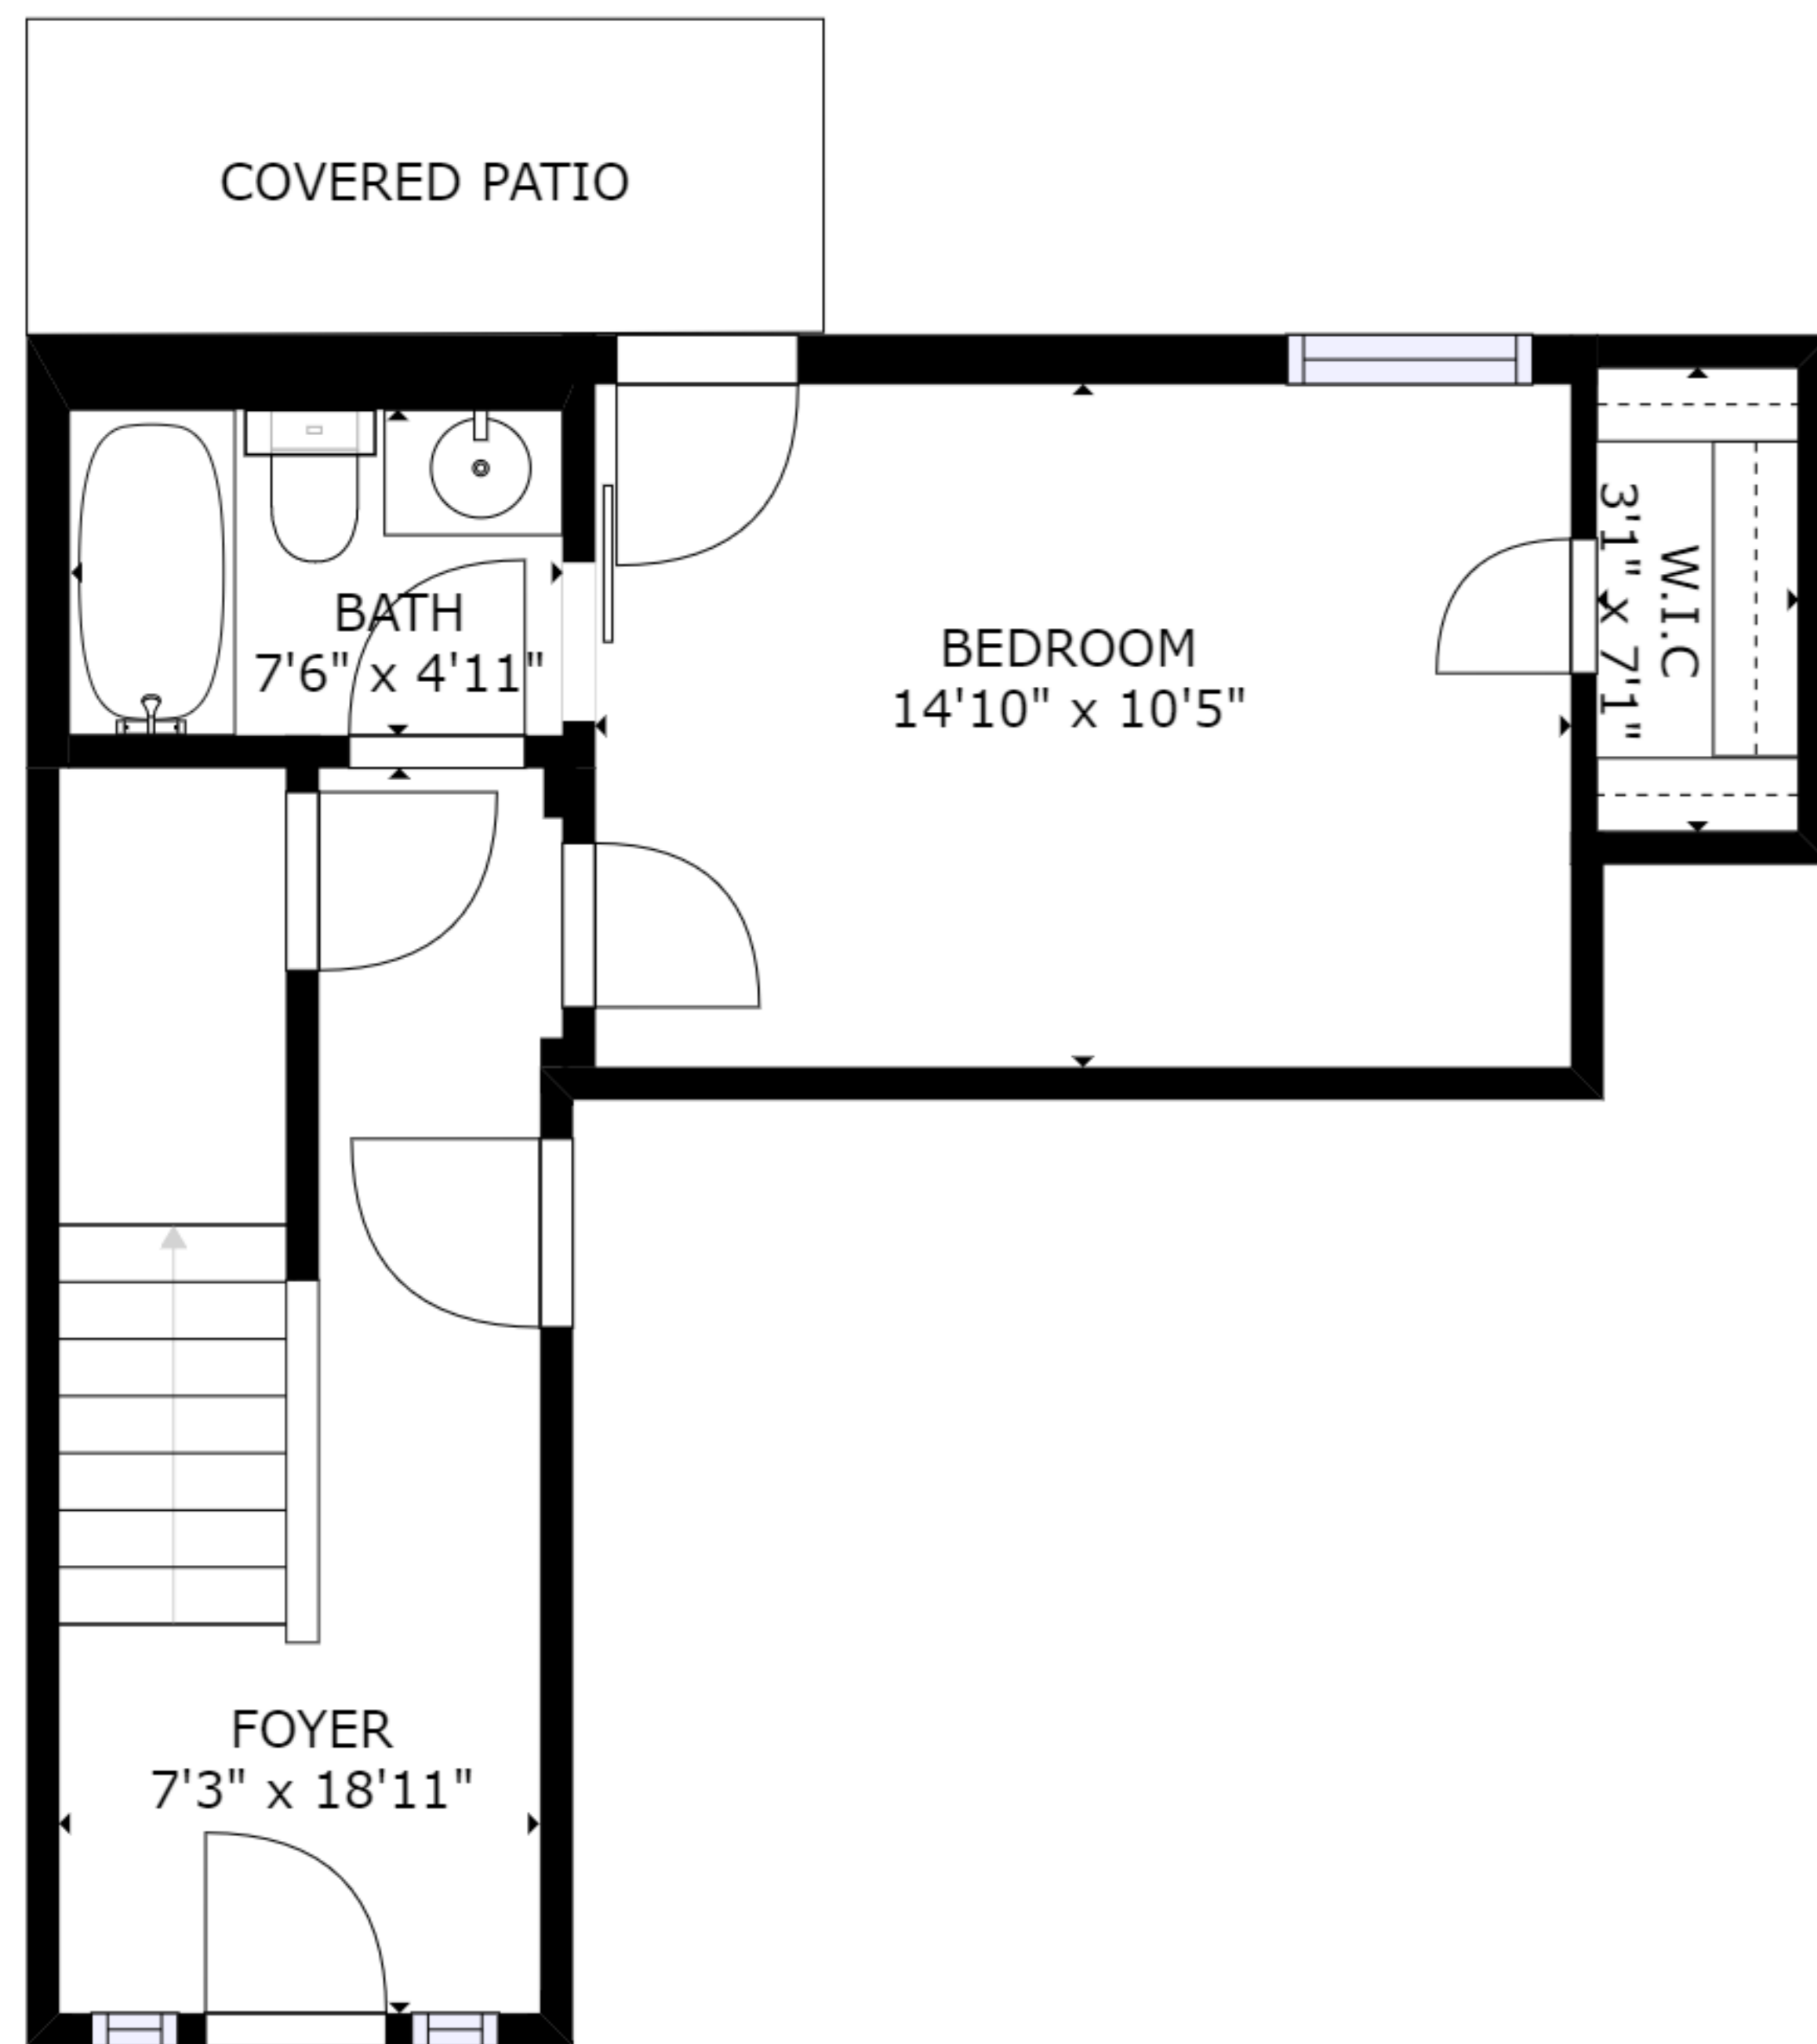 COVERED PATIO
BATH
7'6" x 4'11"
BEDROOM
14'10" x 10'5"
W.I.C
3'1" x 7'1"
FOYER
7'3" x 18'11"